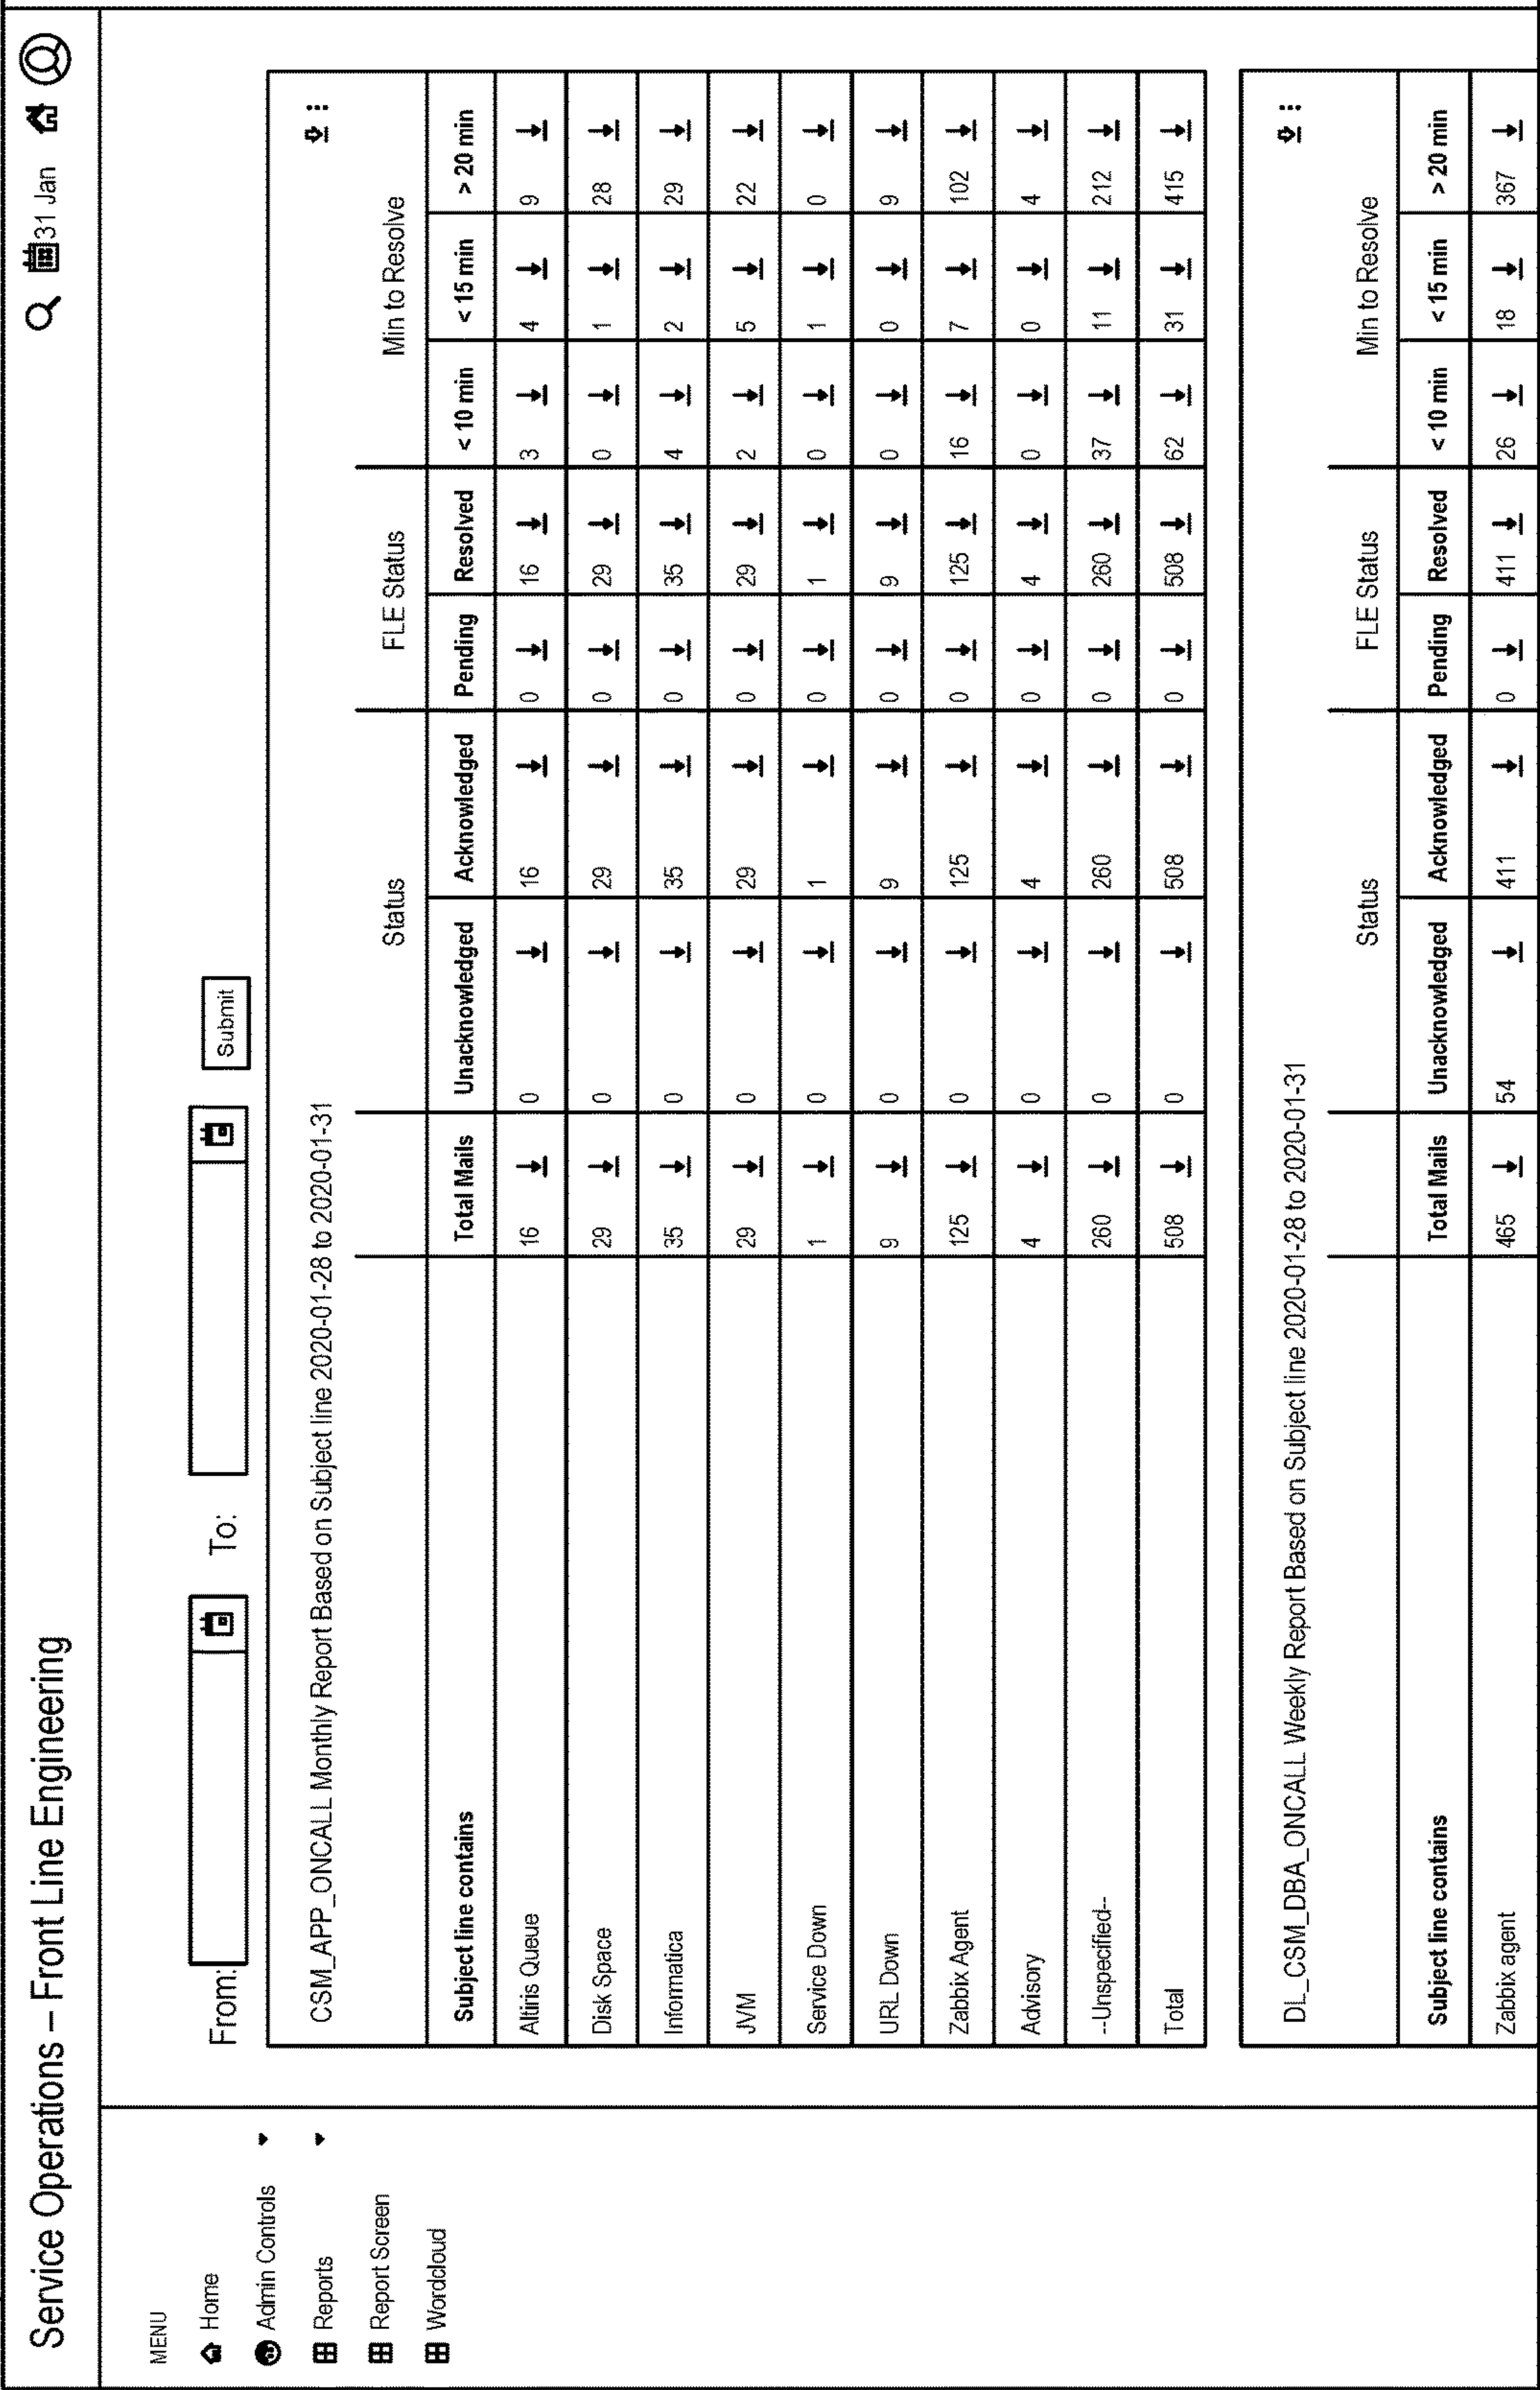 Service Operations – Front Line Engineering 31 Jan
MENU
Home
Admin Controls
Reports
Report Screen
Wordcloud
From: To: Submit
CSM_APP_ONCALL Monthly Report Based on Subject line 2020-01-28 to 2020-01-31
Status FLE Status Min to Resolve
Subject line contains Total Mails Unacknowledged Acknowledged Pending Resolved < 10 min < 15 min > 20 min
Altiris Queue 16 0 16 0 16 3 4 9
Disk Space 29 0 29 0 29 0 1 28
Informatica 35 0 35 0 35 4 2 29
JVM 29 0 29 0 29 2 5 22
Service Down 1 0 1 0 1 0 1 0
URL Down 9 0 9 0 9 0 0 9
Zabbix Agent 125 0 125 0 125 16 7 102
Advisory 4 0 4 0 4 0 0 4
--Unspecified-- 260 0 260 0 260 37 11 212
Total 508 0 508 0 508 62 31 415
DL_CSM_DBA_ONCALL Weekly Report Based on Subject line 2020-01-28 to 2020-01-31
Status FLE Status Min to Resolve
Subject line contains Total Mails Unacknowledged Acknowledged Pending Resolved < 10 min < 15 min > 20 min
Zabbix agent 465 54 411 0 411 26 18 367